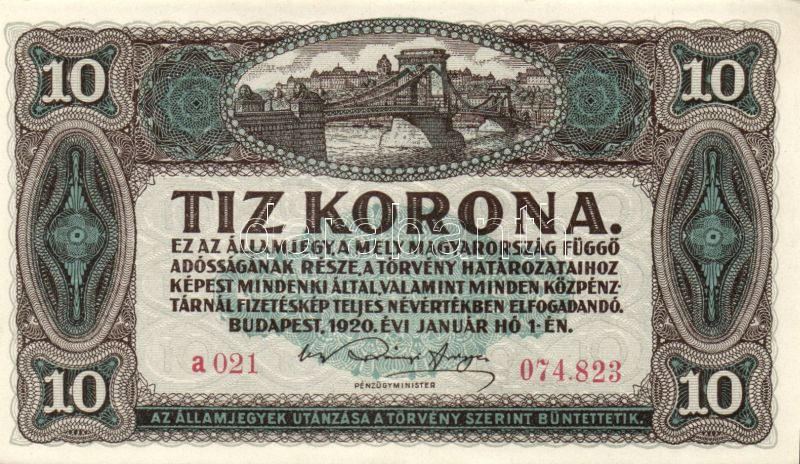 10 10
TIZ KORONA.
EZ AZ ÁLLAMJEGY, A MELY MAGYARORSZÁG FÜGGŐ
ADÓSSÁGÁNAK RÉSZE, A TÖRVÉNY HATÁROZATAIHOZ
KÉPEST MINDENKI ÁLTAL, VALAMINT MINDEN KÖZPÉNZ-
TÁRNÁL FIZETÉSKÉP TELJES NÉVÉRTÉKBEN ELFOGADANDÓ.
BUDAPEST, 1920. ÉVI JANUÁR HÓ 1-ÉN.
a 021 074.823
PÉNZÜGYMINISTER
10 10
AZ ÁLLAMJEGYEK UTÁNZÁSA A TÖRVÉNY SZERINT BÜNTETTETIK.